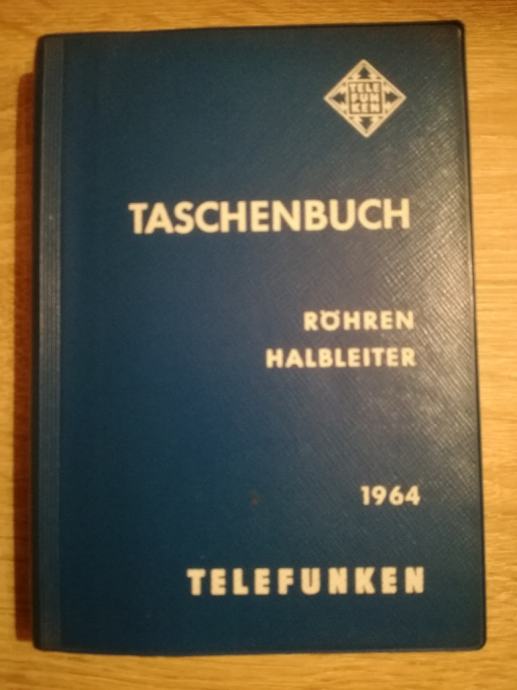 TELE
FUN
KEN
TASCHENBUCH
RÖHREN
HALBLEITER
1964
TELEFUNKEN